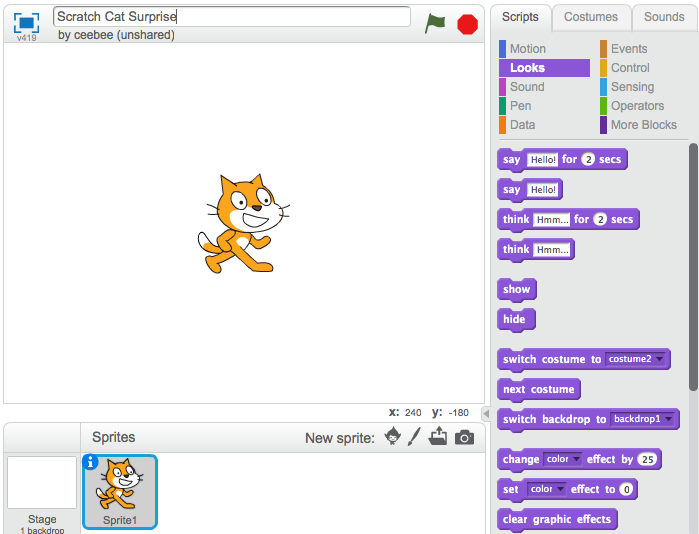 Scratch Cat Surprise
v419
by ceebee (unshared)
Scripts Costumes Sounds
Motion Events
Looks Control
Sound Sensing
Pen Operators
Data More Blocks
say Hello! for 2 secs
say Hello!
think Hmm... for 2 secs
think Hmm...
show
hide
switch costume to costume2
next costume
switch backdrop to backdrop1
change color effect by 25
set color effect to 0
clear graphic effects
x: 240 y: -180
Sprites New sprite:
Stage
1 backdrop
i
Sprite1